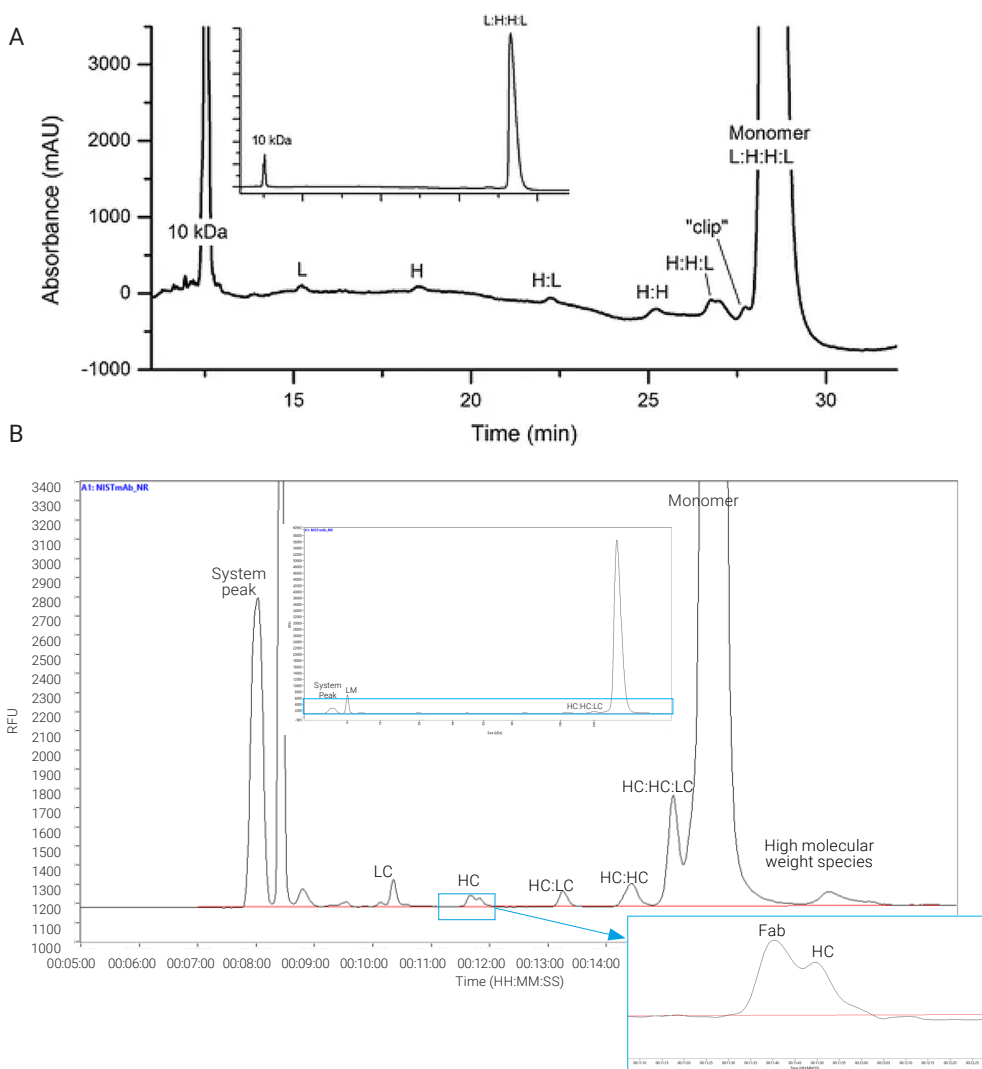 A
L:H:H:L
10 kDa
3000
2000
1000
0
-1000
Absorbance (mAU)
10 kDa
L
H
H:L
H:H
H:H:L
"clip"
Monomer
L:H:H:L
15
20
25
30
Time (min)
B
A1: NISTmAb_NR
3400
3300
3200
3100
3000
2900
2800
2700
2600
2500
2400
2300
2200
2100
2000
1900
1800
1700
1600
1500
1400
1300
1200
1100
1000
RFU
System
peak
Monomer
System
Peak
LM
HC:HC:LC
LC
HC
HC:LC
HC:HC
HC:HC:LC
High molecular
weight species
00:05:00
00:06:00
00:07:00
00:08:00
00:09:00
00:10:00
00:11:00
00:12:00
00:13:00
00:14:00
Time (HH:MM:SS)
Fab
HC